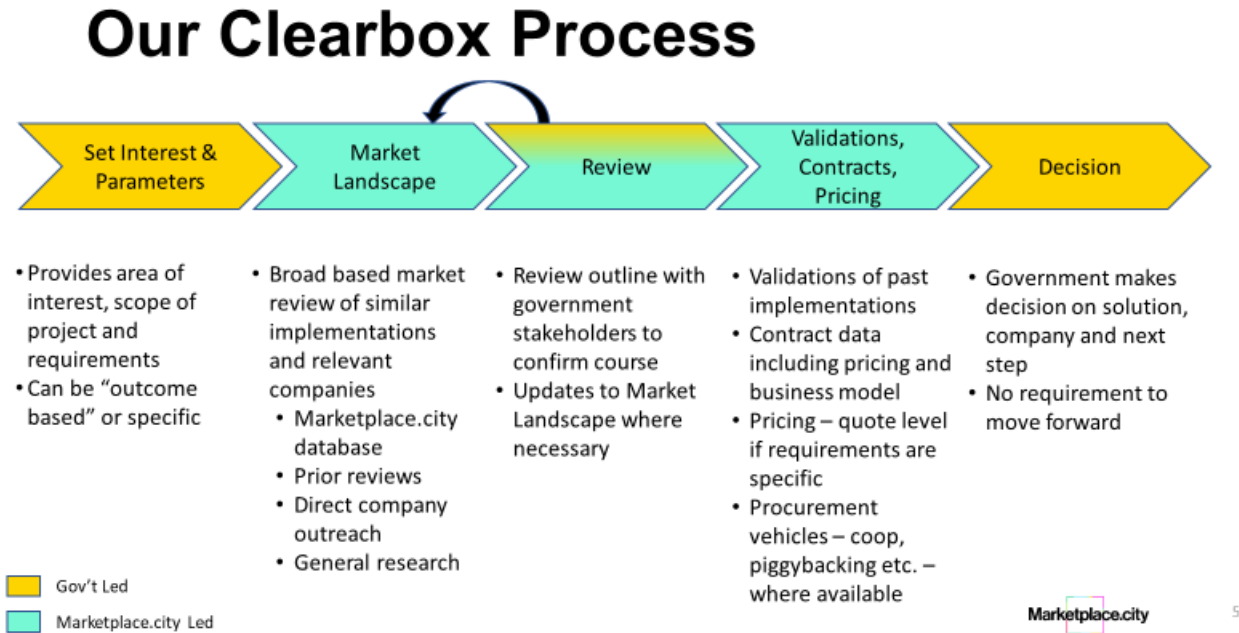 Our Clearbox Process
Set Interest &
Parameters
Market
Landscape
Review
Validations,
Contracts,
Pricing
Decision
• Provides area of
interest, scope of
project and
requirements
• Can be “outcome
based” or specific
• Broad based market
review of similar
implementations
and relevant
companies
• Marketplace.city
database
• Prior reviews
• Direct company
outreach
• General research
• Review outline with
government
stakeholders to
confirm course
• Updates to Market
Landscape where
necessary
• Validations of past
implementations
• Contract data
including pricing and
business model
• Pricing – quote level
if requirements are
specific
• Procurement
vehicles – coop,
piggybacking etc. –
where available
• Government makes
decision on solution,
company and next
step
• No requirement to
move forward
Gov’t Led
Marketplace.city Led
Marketplace.city
5